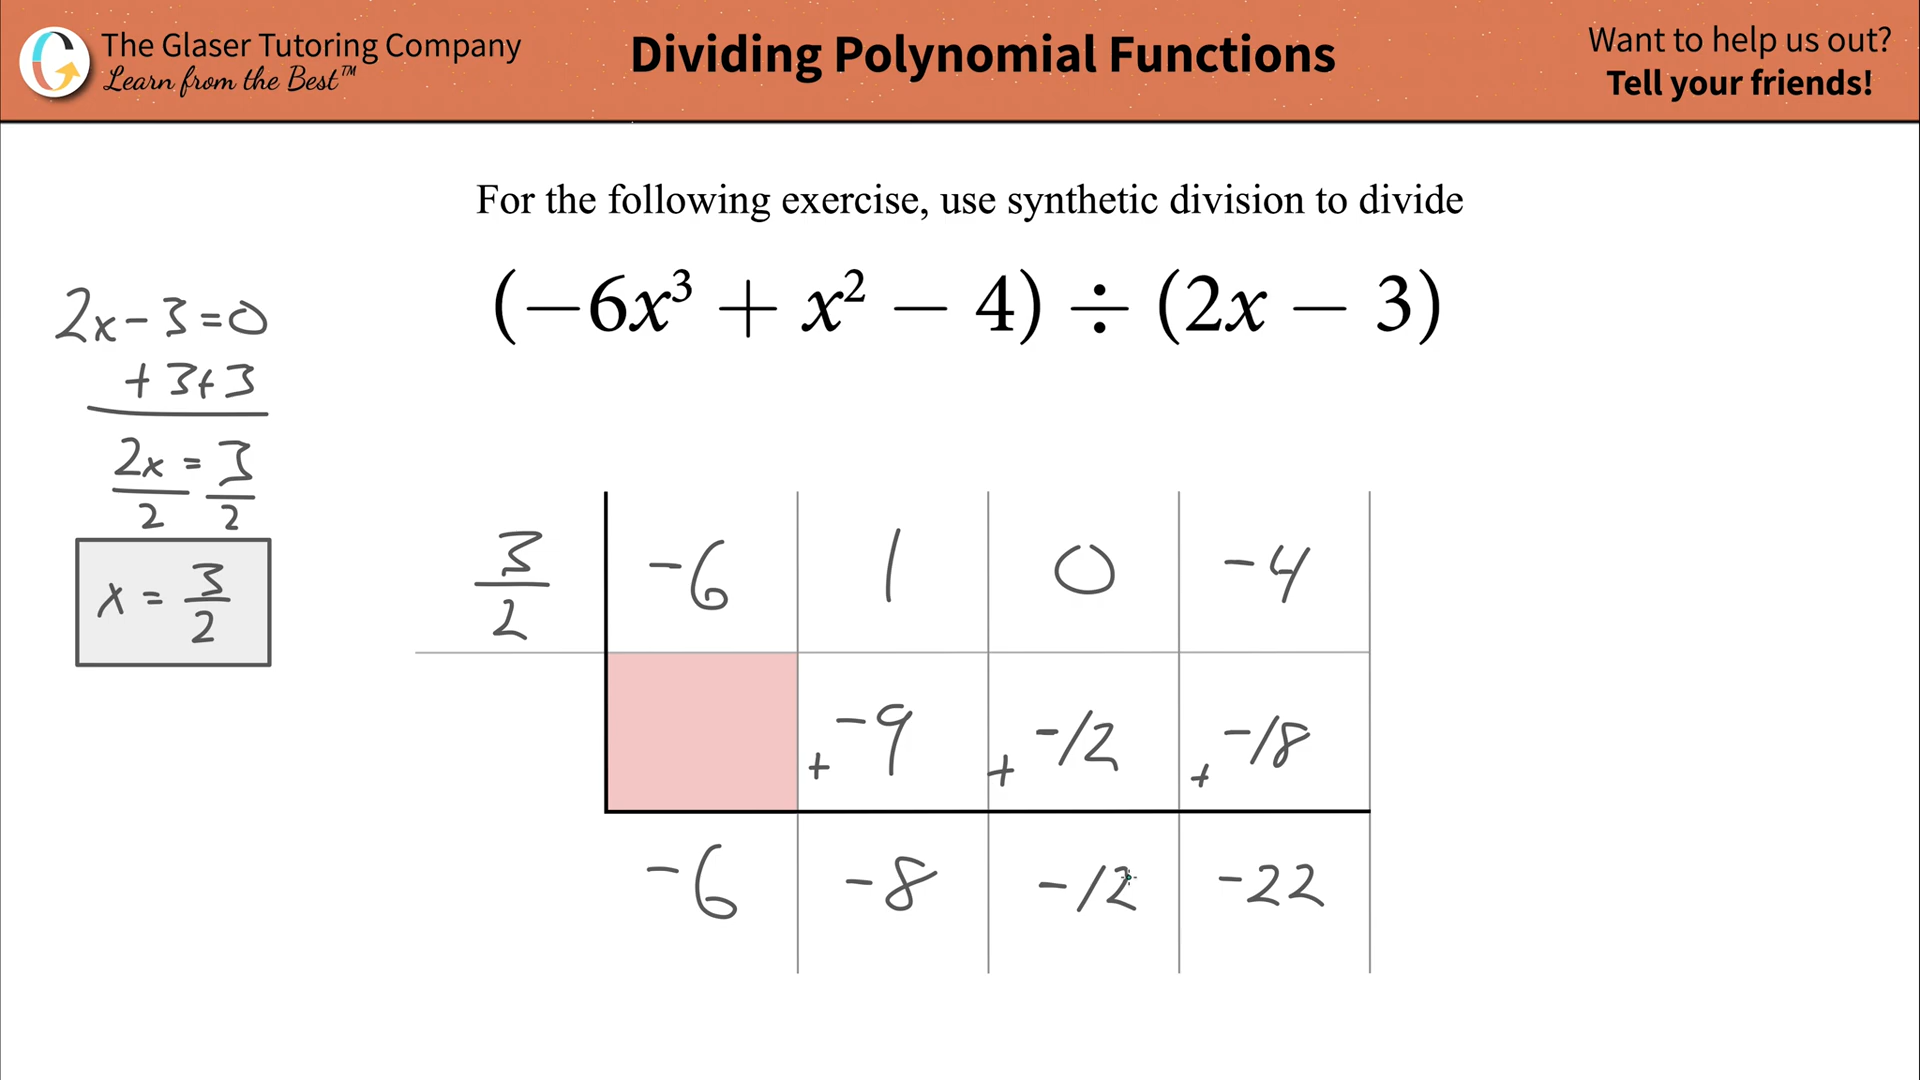 The Glaser Tutoring Company
Learn from the Best™
Dividing Polynomial Functions
Want to help us out?
Tell your friends!
For the following exercise, use synthetic division to divide
(−6x³ + x² − 4) ÷ (2x − 3)
2x-3=0
+3+3
2x = 3
2 2
x = 3/2
3/2 -6 1 0 -4
+ -9 + -12 + -18
-6 -8 -12 -22